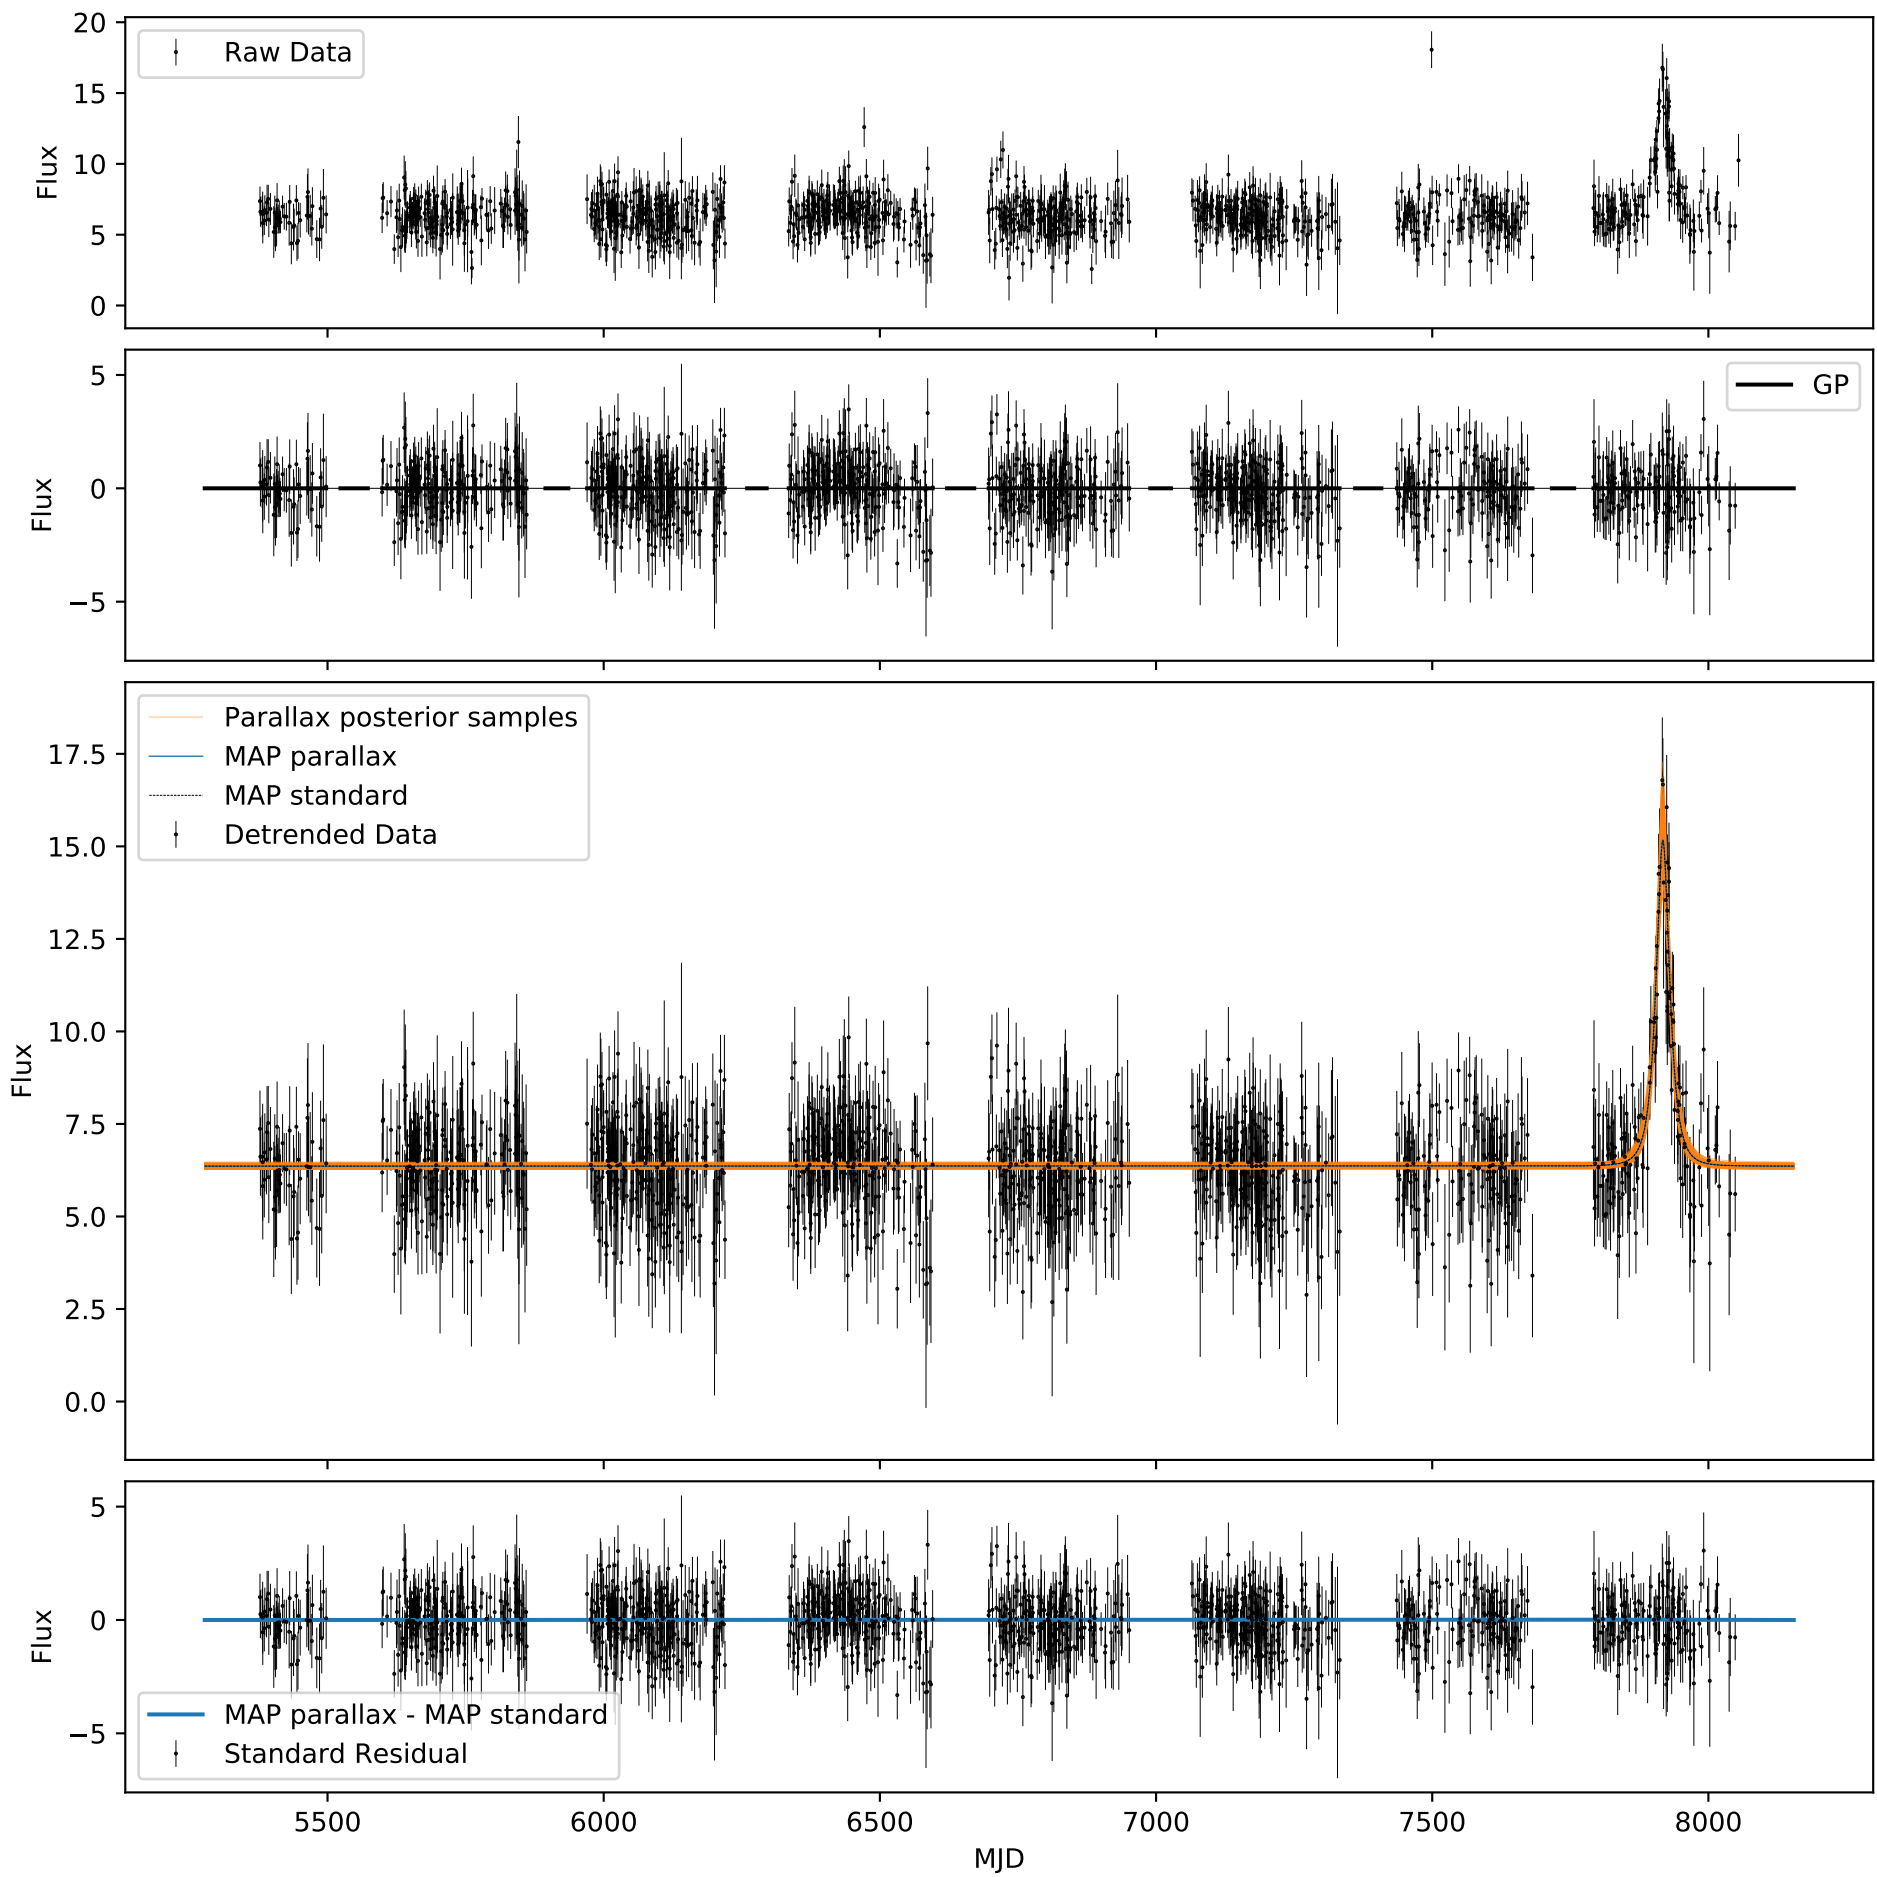 20
15
10
5
0
Flux
Raw Data
5
0
−5
Flux
GP
17.5
15.0
12.5
10.0
7.5
5.0
2.5
0.0
Flux
Parallax posterior samples
MAP parallax
MAP standard
Detrended Data
5
0
−5
Flux
MAP parallax - MAP standard
Standard Residual
5500 6000 6500 7000 7500 8000
MJD